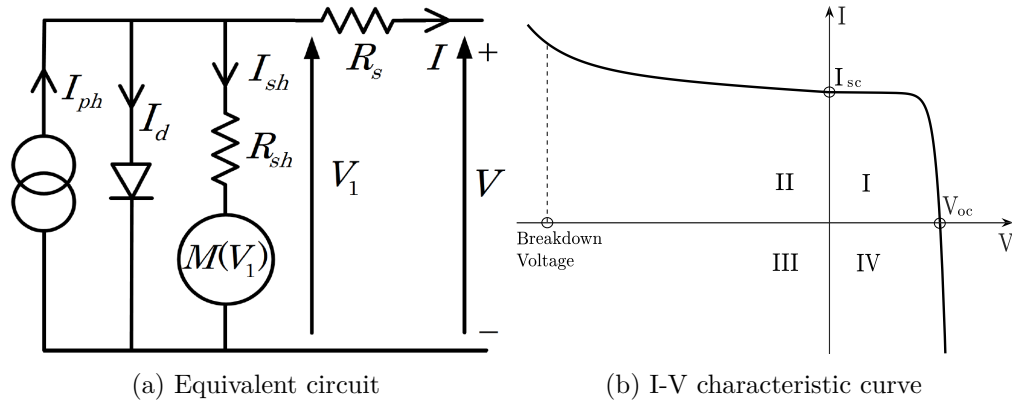 I_ph
I_d
I_sh
R_sh
M(V_1)
R_s
V_1
I
+
V
−
(a) Equivalent circuit
I
I_sc
II
I
V_oc
V
Breakdown
Voltage
III
IV
(b) I-V characteristic curve